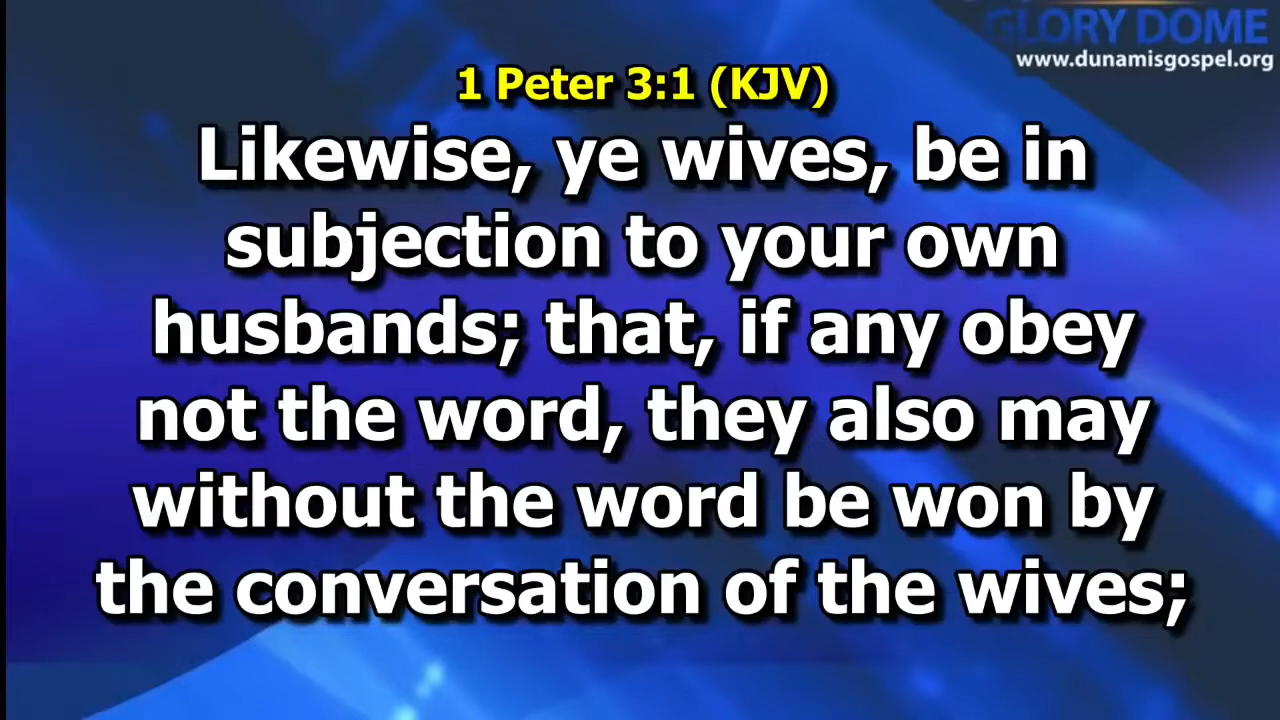 GLORY DOME
www.dunamisgospel.org
1 Peter 3:1 (KJV)
Likewise, ye wives, be in
subjection to your own
husbands; that, if any obey
not the word, they also may
without the word be won by
the conversation of the wives;